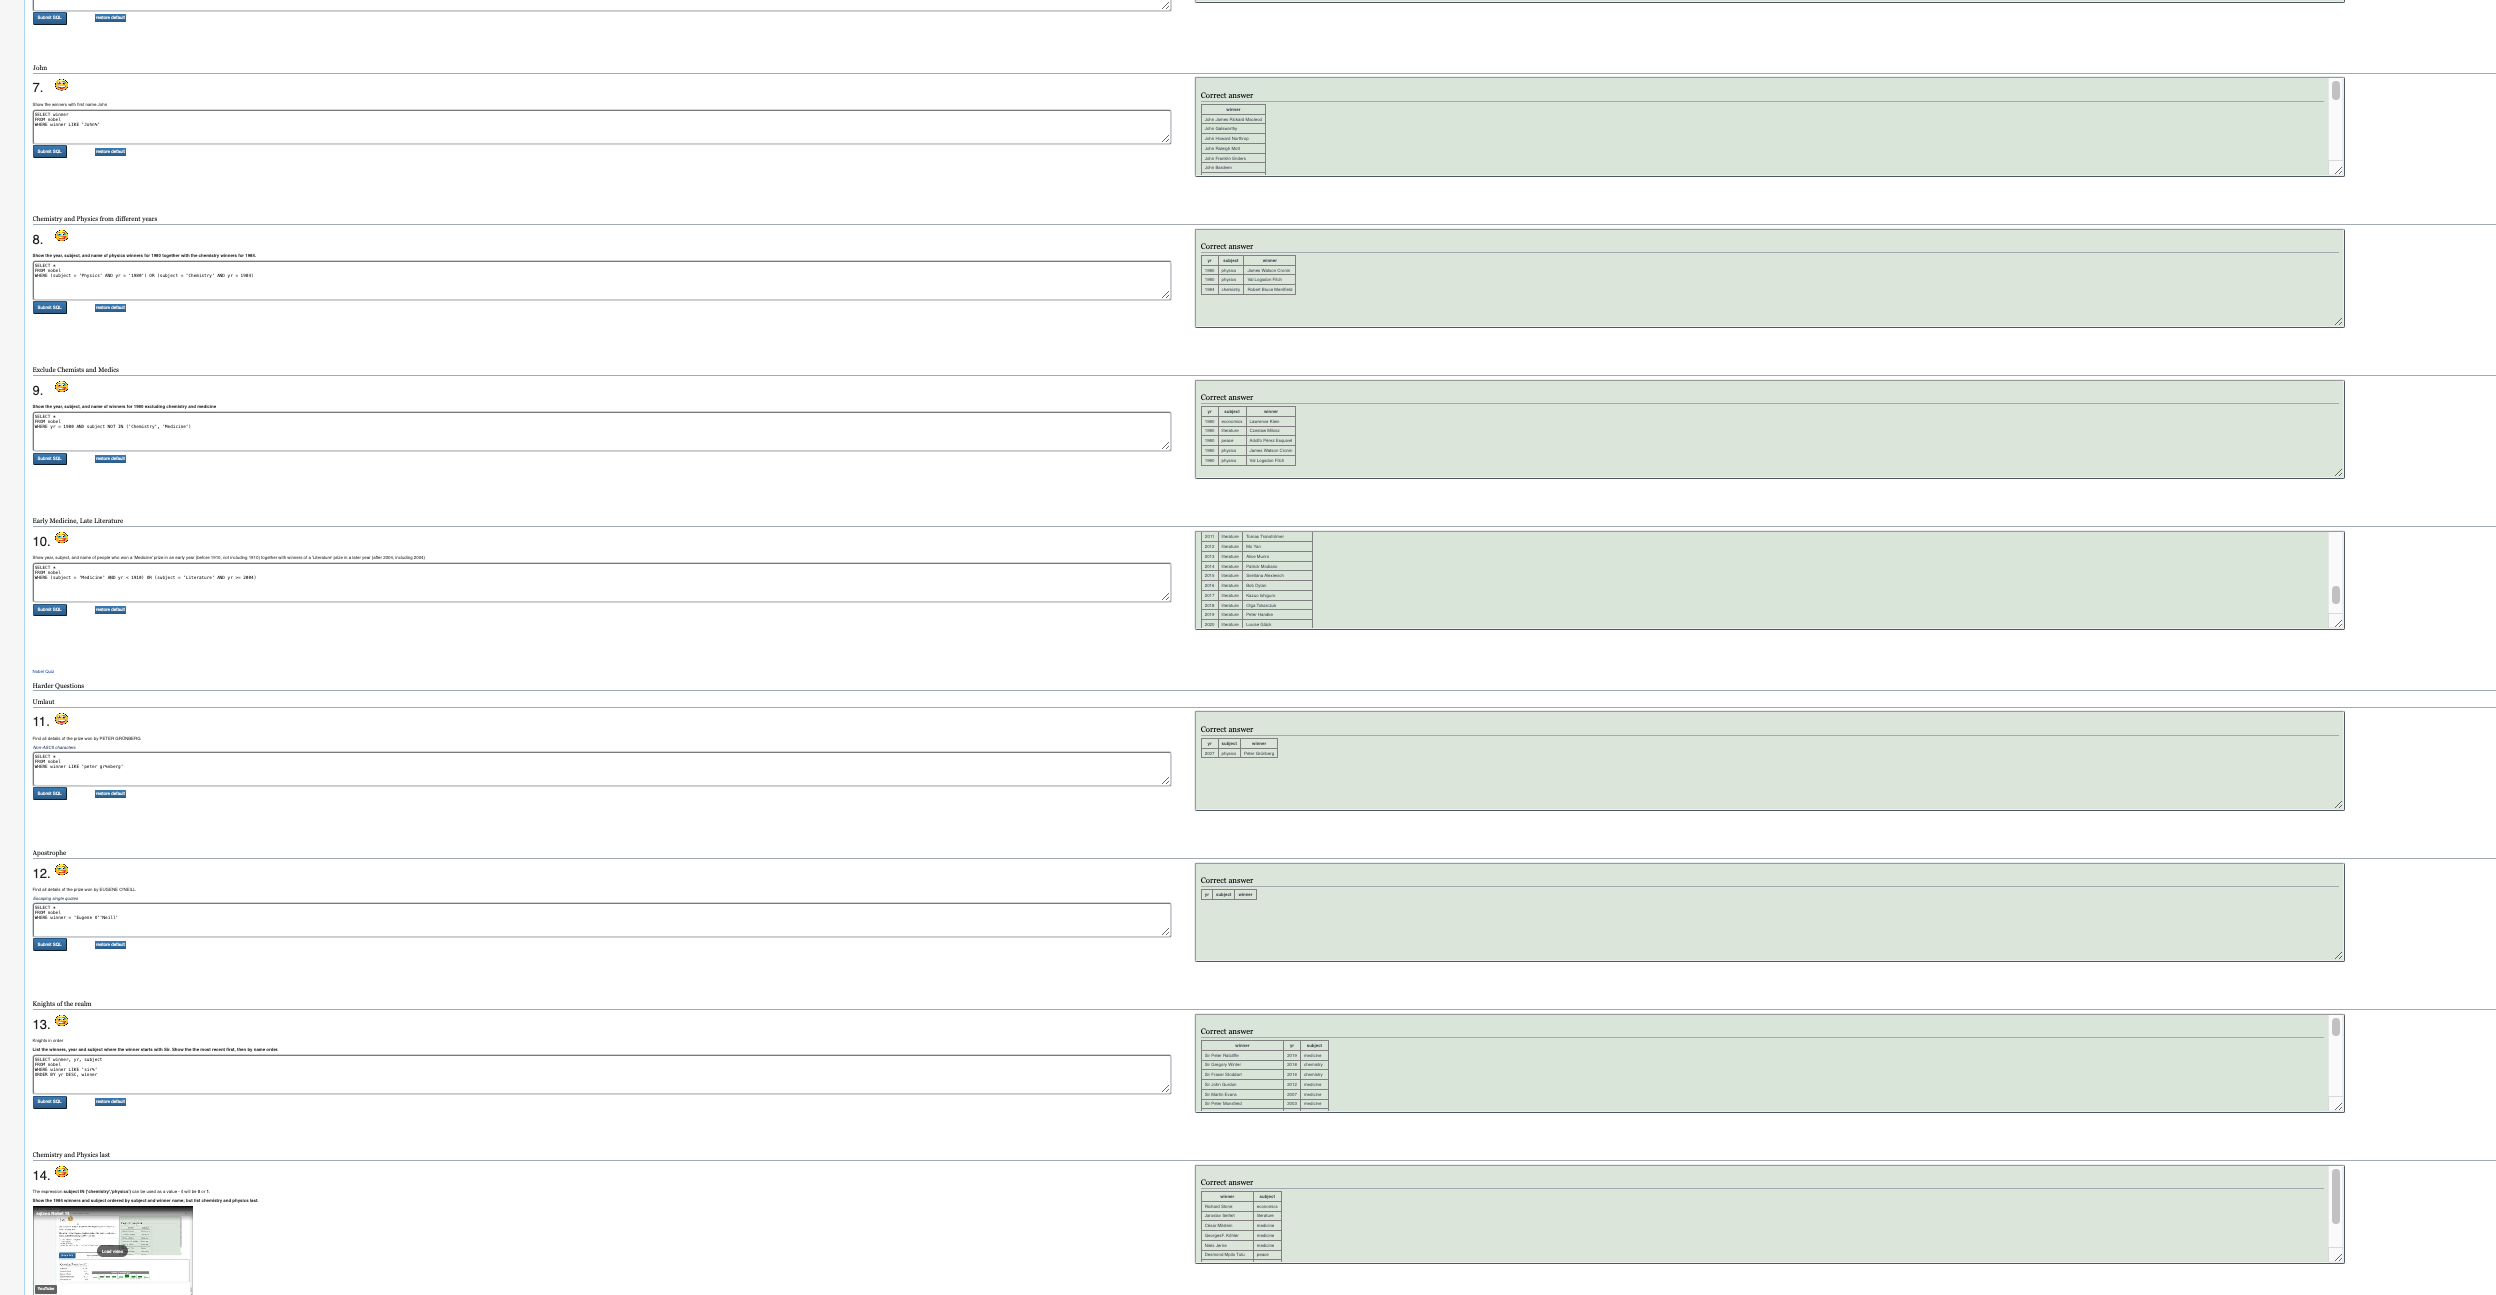 Submit SQL
restore default
John
7.
Show the winners with first name John
SELECT winner
FROM nobel
WHERE winner LIKE 'John%'
Submit SQL
restore default
Correct answer
winner
John James Rickard Macleod
John Galsworthy
John Howard Northrop
John Raleigh Mott
John Franklin Enders
John Bardeen
Chemistry and Physics from different years
8.
Show the year, subject, and name of physics winners for 1980 together with the chemistry winners for 1984.
SELECT *
FROM nobel
WHERE (subject = 'Physics' AND yr = '1980') OR (subject = 'Chemistry' AND yr = 1984)
Submit SQL
restore default
Correct answer
yr subject winner
1980 physics James Watson Cronin
1980 physics Val Logsdon Fitch
1984 chemistry Robert Bruce Merrifield
Exclude Chemists and Medics
9.
Show the year, subject, and name of winners for 1980 excluding chemistry and medicine
SELECT *
FROM nobel
WHERE yr = 1980 AND subject NOT IN ('Chemistry', 'Medicine')
Submit SQL
restore default
Correct answer
yr subject winner
1980 economics Lawrence Klein
1980 literature Czesław Miłosz
1980 peace Adolfo Pérez Esquivel
1980 physics James Watson Cronin
1980 physics Val Logsdon Fitch
Early Medicine, Late Literature
10.
Show year, subject, and name of people who won a 'Medicine' prize in an early year (before 1910, not including 1910) together with winners of a 'Literature' prize in a later year (after 2004, including 2004)
SELECT *
FROM nobel
WHERE (subject = 'Medicine' AND yr < 1910) OR (subject = 'Literature' AND yr >= 2004)
Submit SQL
restore default
2011 literature Tomas Tranströmer
2012 literature Mo Yan
2013 literature Alice Munro
2014 literature Patrick Modiano
2015 literature Svetlana Alexievich
2016 literature Bob Dylan
2017 literature Kazuo Ishiguro
2018 literature Olga Tokarczuk
2019 literature Peter Handke
2020 literature Louise Glück
Nobel Quiz
Harder Questions
Umlaut
11.
Find all details of the prize won by PETER GRÜNBERG
Non-ASCII characters
SELECT *
FROM nobel
WHERE winner LIKE 'peter gr%nberg'
Submit SQL
restore default
Correct answer
yr subject winner
2007 physics Peter Grünberg
Apostrophe
12.
Find all details of the prize won by EUGENE O'NEILL
Escaping single quotes
SELECT *
FROM nobel
WHERE winner = 'Eugene O''Neill'
Submit SQL
restore default
Correct answer
yr subject winner
Knights of the realm
13.
Knights in order
List the winners, year and subject where the winner starts with Sir. Show the the most recent first, then by name order.
SELECT winner, yr, subject
FROM nobel
WHERE winner LIKE 'sir%'
ORDER BY yr DESC, winner
Submit SQL
restore default
Correct answer
winner yr subject
Sir Peter Ratcliffe 2019 medicine
Sir Gregory Winter 2018 chemistry
Sir Fraser Stoddart 2016 chemistry
Sir John Gurdon 2012 medicine
Sir Martin Evans 2007 medicine
Sir Peter Mansfield 2003 medicine
Chemistry and Physics last
14.
The expression subject IN ('chemistry','physics') can be used as a value - it will be 0 or 1.
Show the 1984 winners and subject ordered by subject and winner name; but list chemistry and physics last.
sqlzoo Nobel 14
Load video
YouTube
Correct answer
winner subject
Richard Stone economics
Jaroslav Seifert literature
César Milstein medicine
Georges F. Köhler medicine
Niels Jerne medicine
Desmond Mpilo Tutu peace